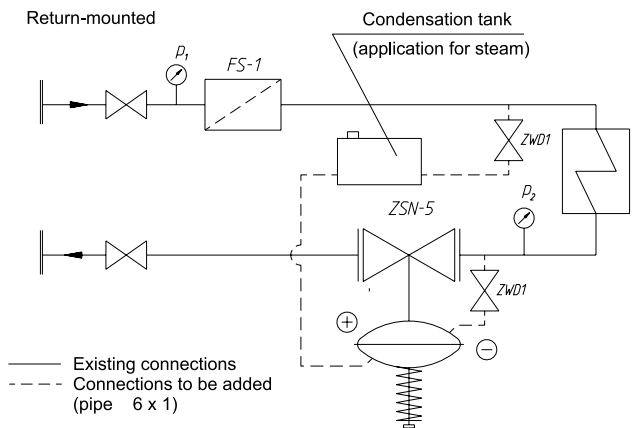 Return-mounted
Condensation tank
(application for steam)
p1
FS-1
ZWD1
p2
ZSN-5
ZWD1
+
−
Existing connections
Connections to be added
(pipe 6 x 1)